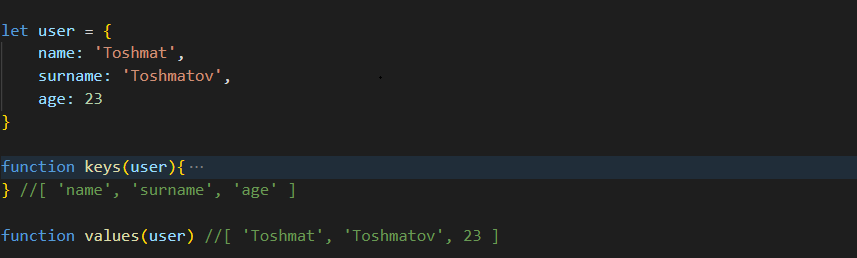 let user = {
    name: 'Toshmat',
    surname: 'Toshmatov',
    age: 23
}
function keys(user){ ···
} //[ 'name', 'surname', 'age' ]
function values(user) //[ 'Toshmat', 'Toshmatov', 23 ]